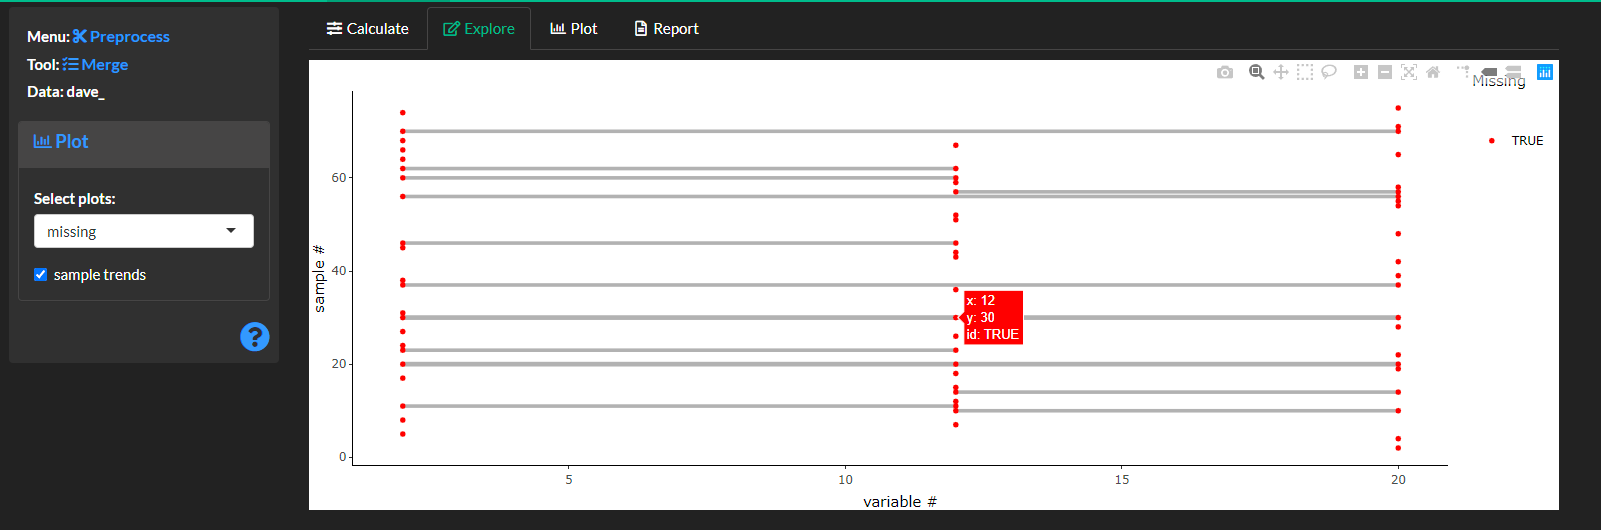 Menu: Preprocess
Tool: Merge
Data: dave_
Plot
Select plots:
missing
sample trends
?
Calculate
Explore
Plot
Report
Missing
TRUE
sample #
60
40
20
0
x: 12
y: 30
id: TRUE
5
10
15
20
variable #